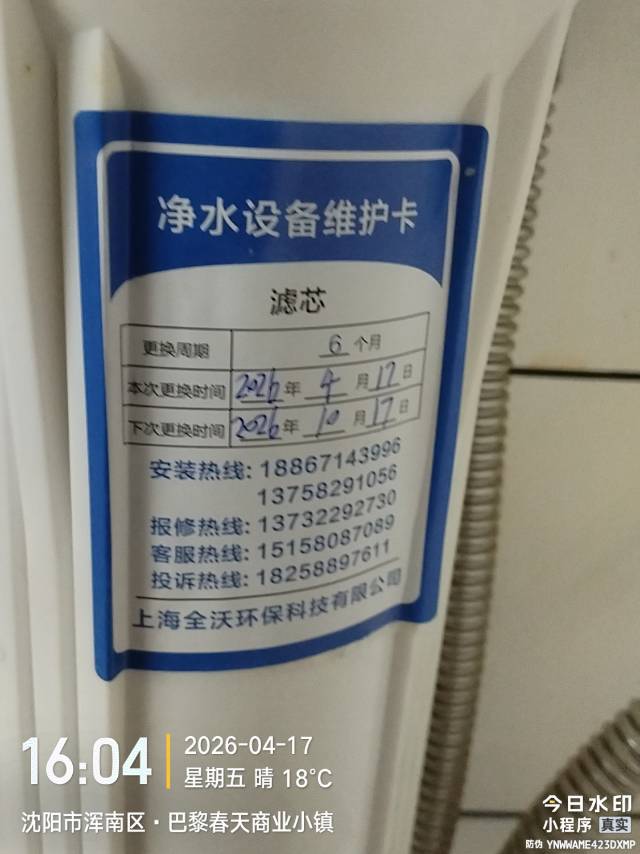 净水设备维护卡
滤芯
更换周期 6 个月
本次更换时间 2026 年 4 月 17 日
下次更换时间 2026 年 10 月 17 日
安装热线: 18867143996
13758291056
报修热线: 13732292730
客服热线: 15158087089
投诉热线: 18258897611
上海全沃环保科技有限公司
16:04
2026-04-17
星期五 晴 18℃
沈阳市浑南区·巴黎春天商业小镇
今日水印
小程序 真实
防伪 YNWWAME423DXMP